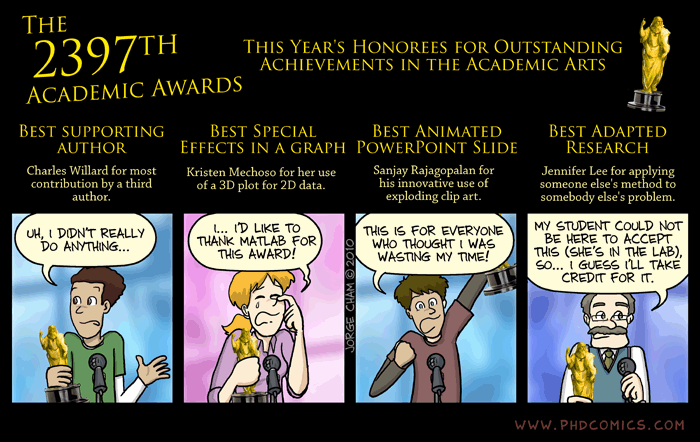 THE
2397TH
ACADEMIC AWARDS
THIS YEAR'S HONOREES FOR OUTSTANDING
ACHIEVEMENTS IN THE ACADEMIC ARTS
BEST SUPPORTING
AUTHOR
Charles Willard for most
contribution by a third
author.
UH, I DIDN'T REALLY
DO ANYTHING...
BEST SPECIAL
EFFECTS IN A GRAPH
Kristen Mechoso for her use
of a 3D plot for 2D data.
I... I'D LIKE TO
THANK MATLAB FOR
THIS AWARD!
JORGE CHAM © 2010
BEST ANIMATED
POWERPOINT SLIDE
Sanjay Rajagopalan for
his innovative use of
exploding clip art.
THIS IS FOR EVERYONE
WHO THOUGHT I WAS
WASTING MY TIME!
BEST ADAPTED
RESEARCH
Jennifer Lee for applying
someone else's method to
somebody else's problem.
MY STUDENT COULD NOT
BE HERE TO ACCEPT
THIS (SHE'S IN THE LAB),
SO... I GUESS I'LL TAKE
CREDIT FOR IT.
WWW.PHDCOMICS.COM